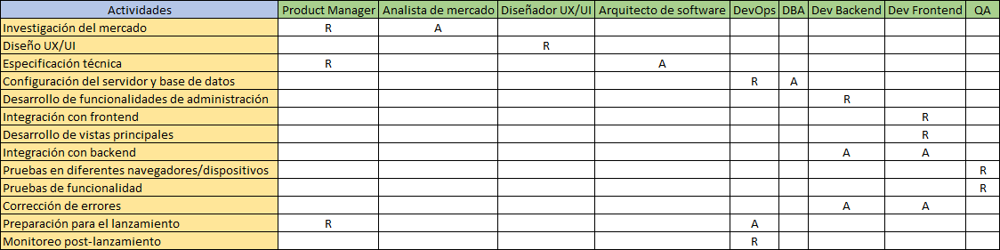 Actividades Product Manager Analista de mercado Diseñador UX/UI Arquitecto de software DevOps DBA Dev Backend Dev Frontend QA
Investigación del mercado R A
Diseño UX/UI R
Especificación técnica R A
Configuración del servidor y base de datos R A
Desarrollo de funcionalidades de administración R
Integración con frontend R
Desarrollo de vistas principales R
Integración con backend A A
Pruebas en diferentes navegadores/dispositivos R
Pruebas de funcionalidad R
Corrección de errores A A
Preparación para el lanzamiento R A
Monitoreo post-lanzamiento R